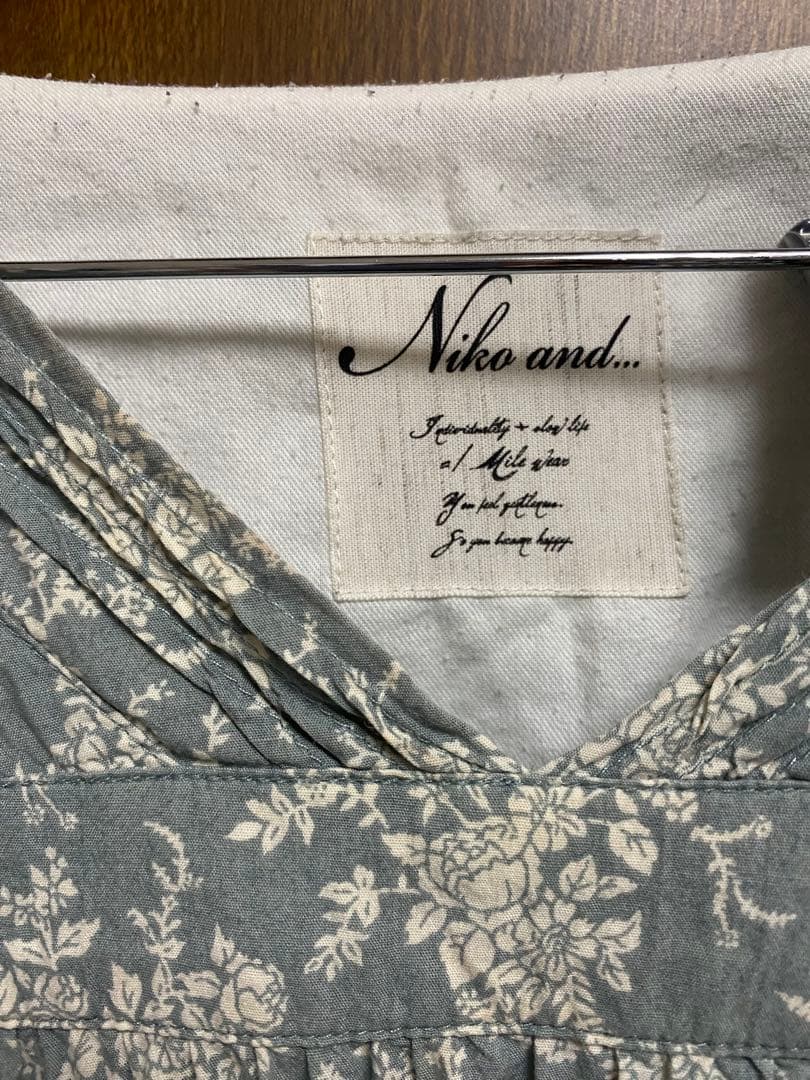 Niko and...
Individuality + slow life
=/ Mile wear
You feel gentleness.
So you become happy.